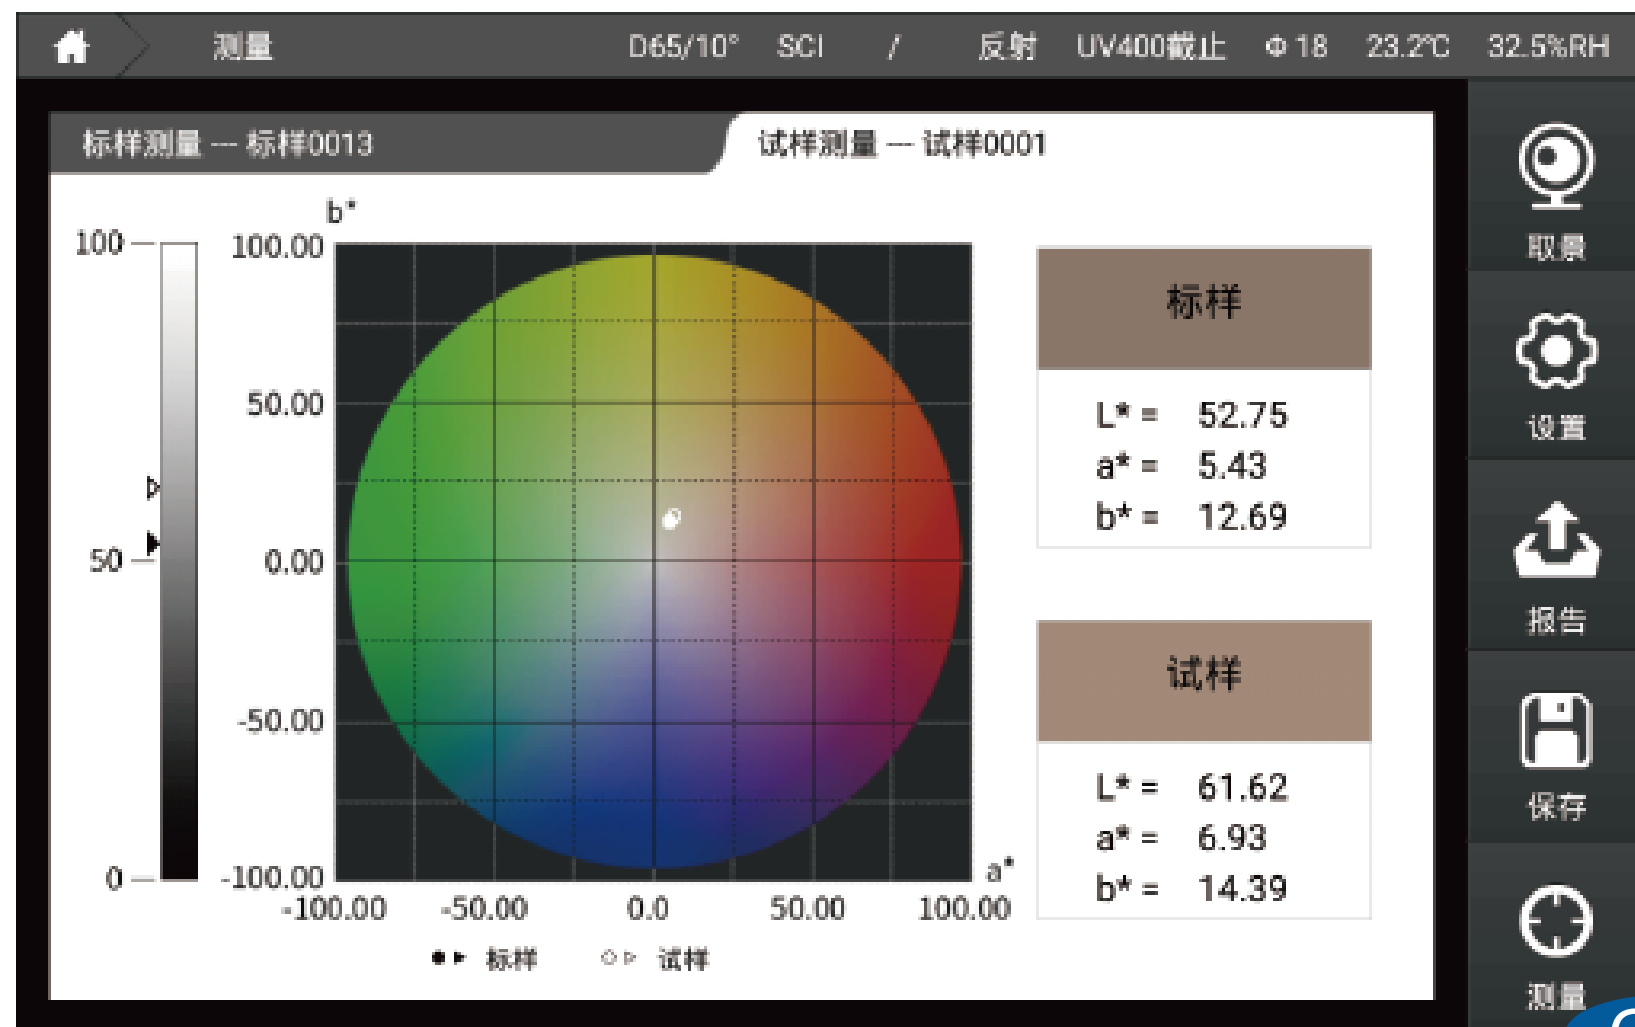 测量 D65/10° SCI / 反射 UV400截止 Φ18 23.2℃ 32.5%RH
标样测量 --- 标样0013
试样测量 --- 试样0001
取景
设置
报告
保存
测量
b*
100
50
0
100.00
50.00
0.00
-50.00
-100.00
-100.00 -50.00 0.0 50.00 100.00
a*
标样 试样
标样
L* = 52.75
a* = 5.43
b* = 12.69
试样
L* = 61.62
a* = 6.93
b* = 14.39